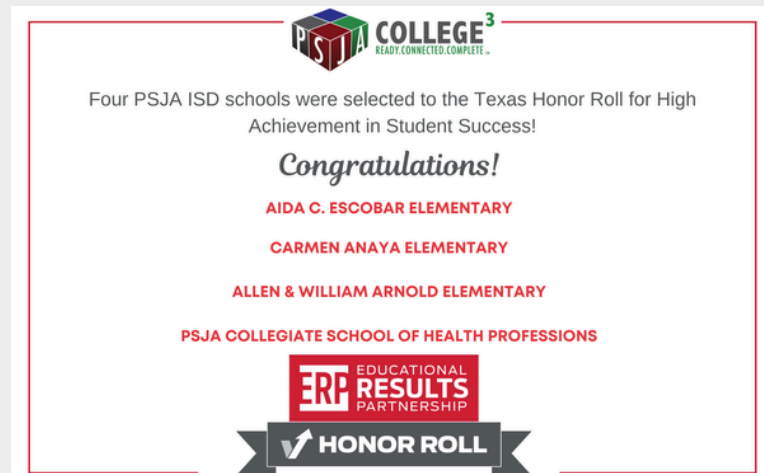 PSJA COLLEGE³
READY.CONNECTED.COMPLETE™
Four PSJA ISD schools were selected to the Texas Honor Roll for High
Achievement in Student Success!
Congratulations!
AIDA C. ESCOBAR ELEMENTARY
CARMEN ANAYA ELEMENTARY
ALLEN & WILLIAM ARNOLD ELEMENTARY
PSJA COLLEGIATE SCHOOL OF HEALTH PROFESSIONS
ERP EDUCATIONAL
RESULTS
PARTNERSHIP
HONOR ROLL